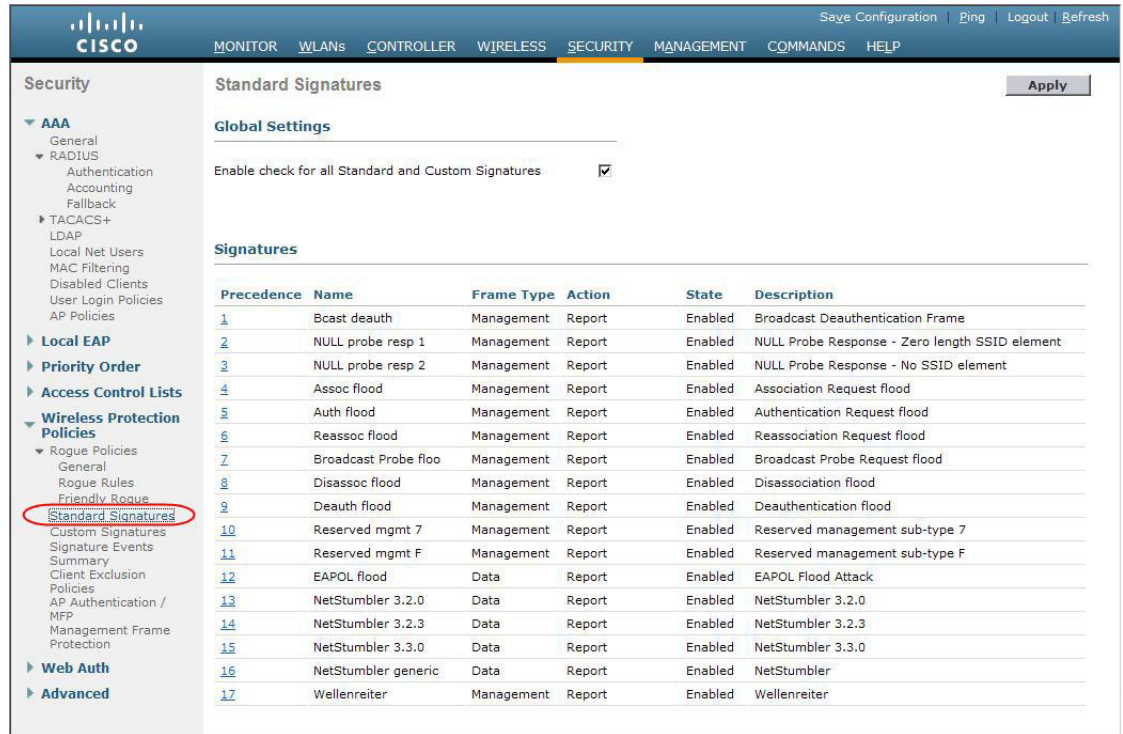 Save Configuration | Ping | Logout | Refresh
CISCO
MONITOR WLANs CONTROLLER WIRELESS SECURITY MANAGEMENT COMMANDS HELP
Security
AAA
General
RADIUS
Authentication
Accounting
Fallback
TACACS+
LDAP
Local Net Users
MAC Filtering
Disabled Clients
User Login Policies
AP Policies
Local EAP
Priority Order
Access Control Lists
Wireless Protection
Policies
Rogue Policies
General
Rogue Rules
Friendly Rogue
Standard Signatures
Custom Signatures
Signature Events
Summary
Client Exclusion
Policies
AP Authentication /
MFP
Management Frame
Protection
Web Auth
Advanced
Standard Signatures
Apply
Global Settings
Enable check for all Standard and Custom Signatures
Signatures
Precedence Name Frame Type Action State Description
1 Bcast deauth Management Report Enabled Broadcast Deauthentication Frame
2 NULL probe resp 1 Management Report Enabled NULL Probe Response - Zero length SSID element
3 NULL probe resp 2 Management Report Enabled NULL Probe Response - No SSID element
4 Assoc flood Management Report Enabled Association Request flood
5 Auth flood Management Report Enabled Authentication Request flood
6 Reassoc flood Management Report Enabled Reassociation Request flood
7 Broadcast Probe floo Management Report Enabled Broadcast Probe Request flood
8 Disassoc flood Management Report Enabled Disassociation flood
9 Deauth flood Management Report Enabled Deauthentication flood
10 Reserved mgmt 7 Management Report Enabled Reserved management sub-type 7
11 Reserved mgmt F Management Report Enabled Reserved management sub-type F
12 EAPOL flood Data Report Enabled EAPOL Flood Attack
13 NetStumbler 3.2.0 Data Report Enabled NetStumbler 3.2.0
14 NetStumbler 3.2.3 Data Report Enabled NetStumbler 3.2.3
15 NetStumbler 3.3.0 Data Report Enabled NetStumbler 3.3.0
16 NetStumbler generic Data Report Enabled NetStumbler
17 Wellenreiter Management Report Enabled Wellenreiter